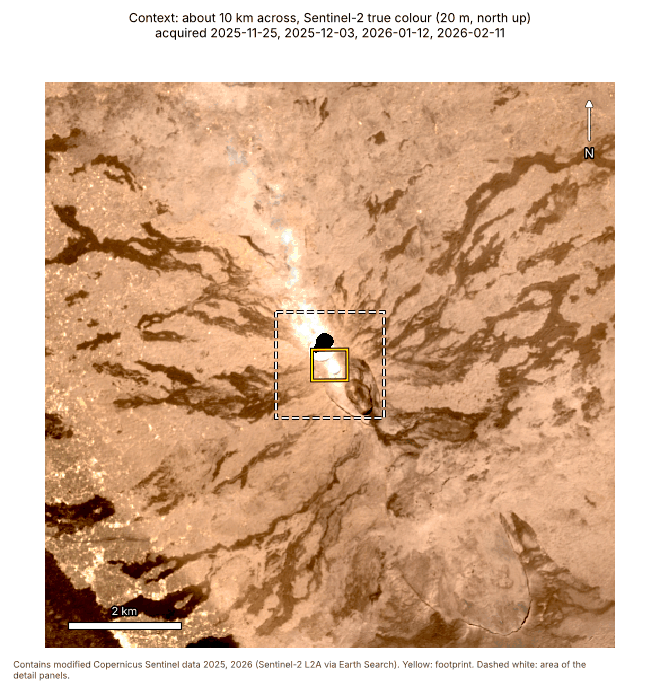 Context: about 10 km across, Sentinel-2 true colour (20 m, north up)
acquired 2025-11-25, 2025-12-03, 2026-01-12, 2026-02-11
N
2 km
Contains modified Copernicus Sentinel data 2025, 2026 (Sentinel-2 L2A via Earth Search). Yellow: footprint. Dashed white: area of the
detail panels.